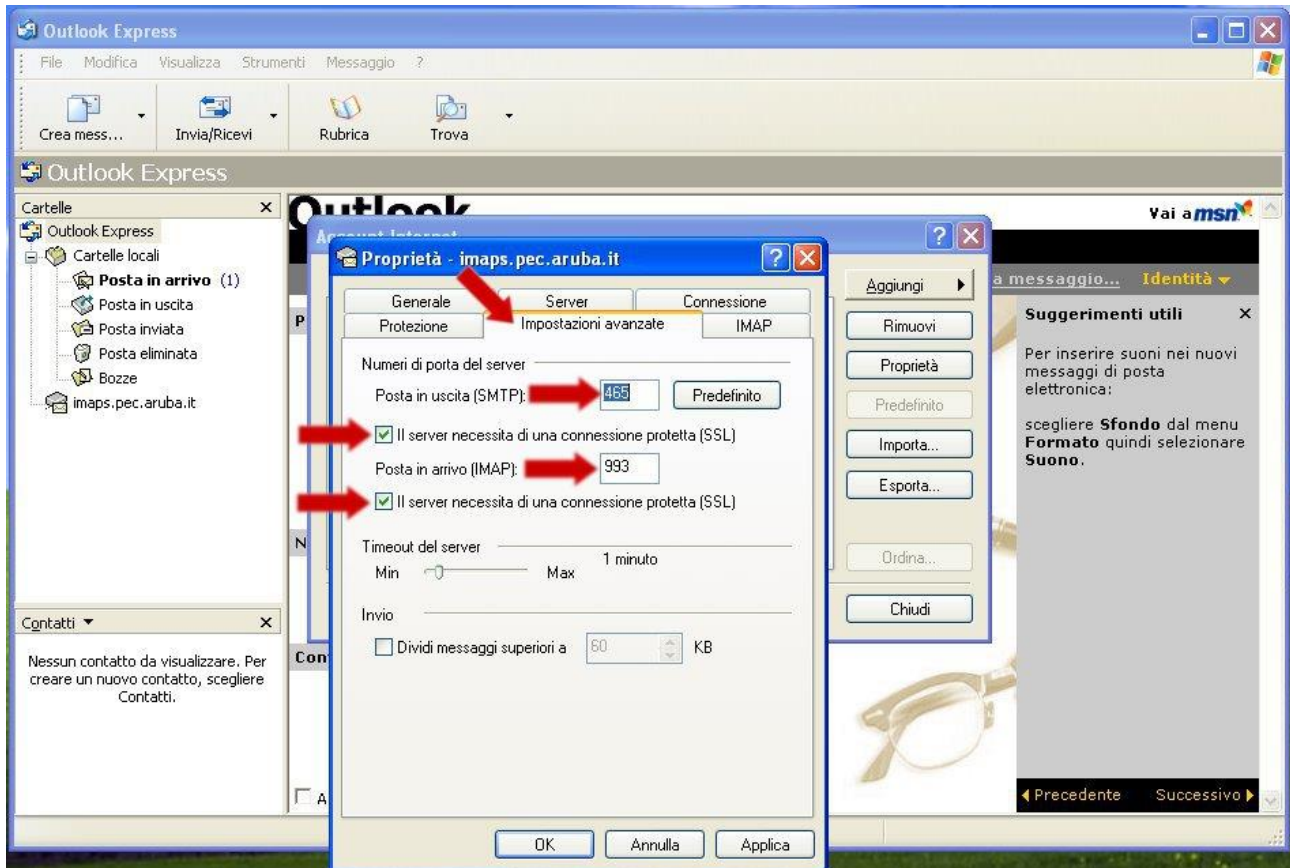 Outlook Express
File Modifica Visualizza Strumenti Messaggio ?
Crea mess... Invia/Ricevi Rubrica Trova
Outlook Express
Cartelle x
Outlook Express
Cartelle locali
Posta in arrivo (1)
Posta in uscita
Posta inviata
Posta eliminata
Bozze
imaps.pec.aruba.it
Contatti
Nessun contatto da visualizzare. Per
creare un nuovo contatto, scegliere
Contatti.
Outlook
Vai a msn
Account Internet
Proprietà - imaps.pec.aruba.it
Generale Server Connessione
Protezione Impostazioni avanzate IMAP
Numeri di porta del server
Posta in uscita (SMTP): 465 Predefinito
Il server necessita di una connessione protetta (SSL)
Posta in arrivo (IMAP): 993
Il server necessita di una connessione protetta (SSL)
Timeout del server
Min Max 1 minuto
Invio
Dividi messaggi superiori a 60 KB
OK Annulla Applica
Aggiungi
Rimuovi
Proprietà
Predefinito
Importa...
Esporta...
Ordina...
Chiudi
a messaggio... Identità
Suggerimenti utili x
Per inserire suoni nei nuovi
messaggi di posta
elettronica:
scegliere Sfondo dal menu
Formato quindi selezionare
Suono.
Precedente Successivo